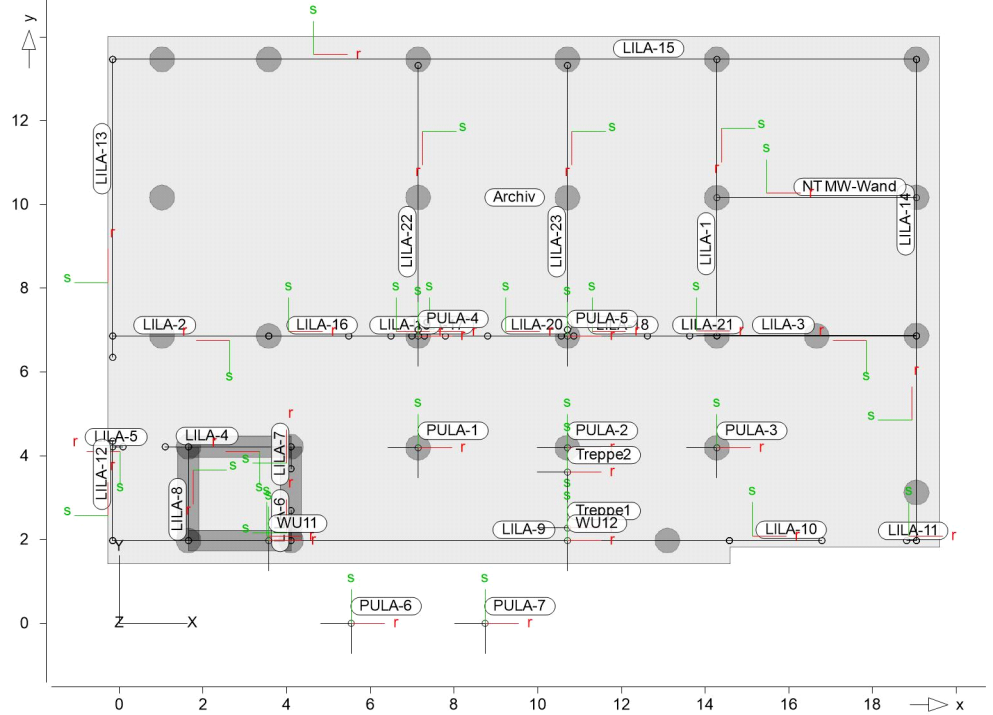 y
s
r
LILA-15
12
LILA-13
s
s
s
s
r
r
r
NT MW-Wand
r
10
Archiv
LILA-22
LILA-23
LILA-1
LILA-14
r
8
s
s
s
s
s
s
s
s
s
LILA-2
r
LILA-16
PULA-4
r
r
LILA-20
r
PULA-5
r
LILA-21
r
LILA-3
r
6
s
s
r
s
s
s
s
r
4
r
LILA-5
LILA-4
r
LILA-7
PULA-1
r
PULA-2
r
PULA-3
r
Treppe2
r
LILA-12
r
s
s
s
s
r
s
s
s
s
s
s
LILA-8
r
Treppe1
2
s
WU11
r
s
LILA-9
WU12
r
LILA-10
r
LILA-11
r
Y
s
s
PULA-6
PULA-7
0
Z
X
r
r
0
2
4
6
8
10
12
14
16
18
x